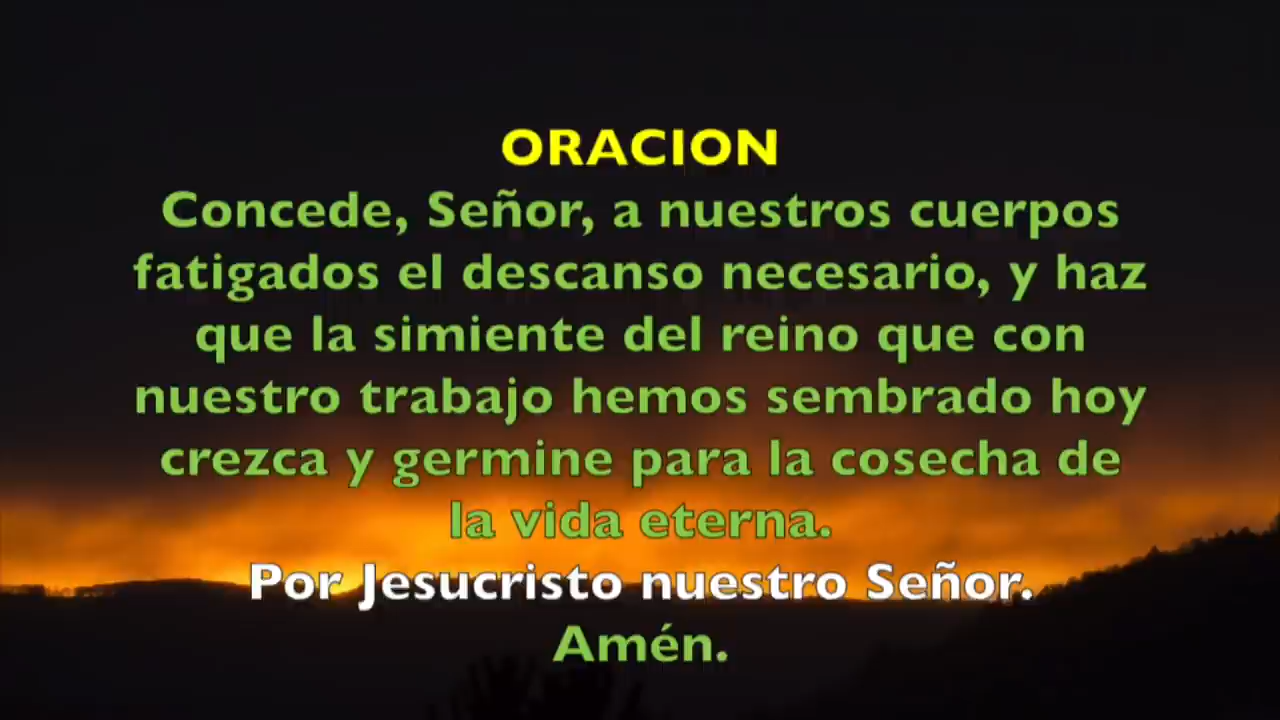 ORACION
Concede, Señor, a nuestros cuerpos
fatigados el descanso necesario, y haz
que la simiente del reino que con
nuestro trabajo hemos sembrado hoy
crezca y germine para la cosecha de
la vida eterna.
Por Jesucristo nuestro Señor.
Amén.